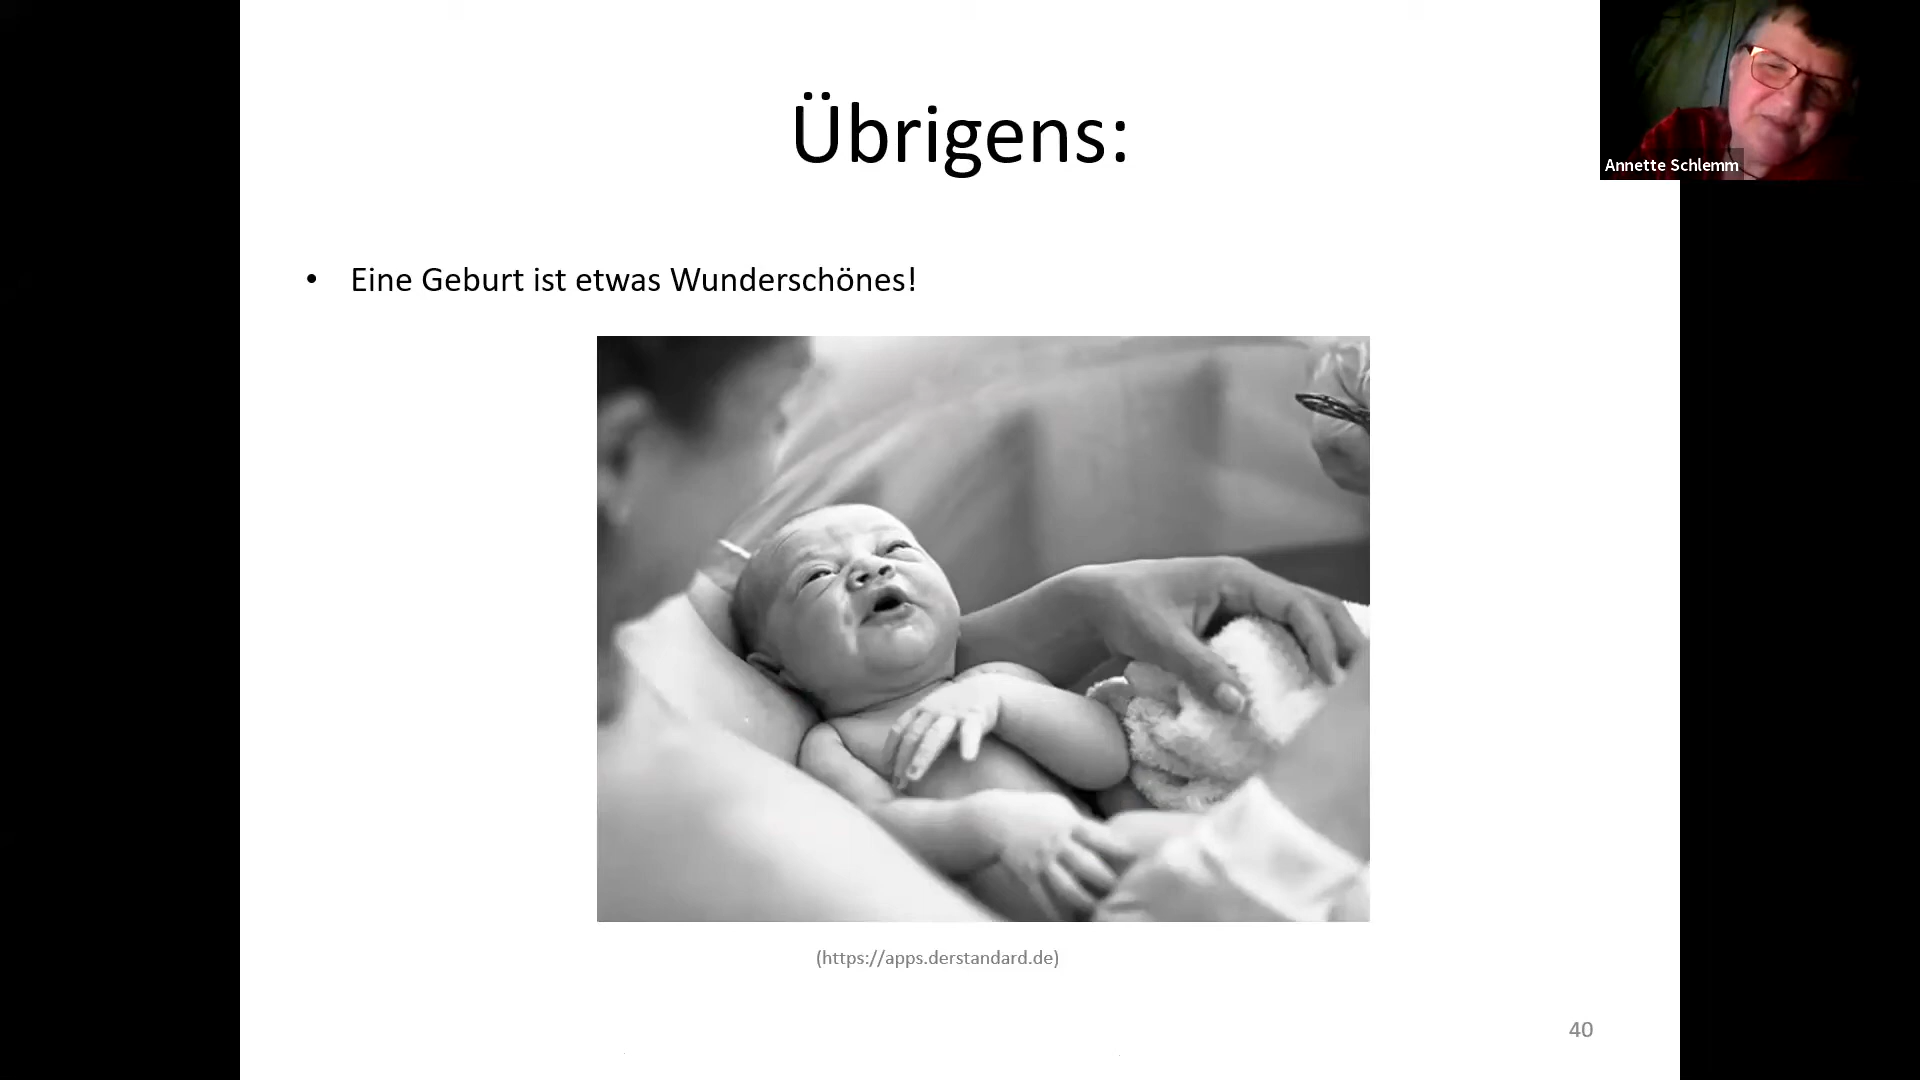 Übrigens:
Annette Schlemm
• Eine Geburt ist etwas Wunderschönes!
(https://apps.derstandard.de)
40